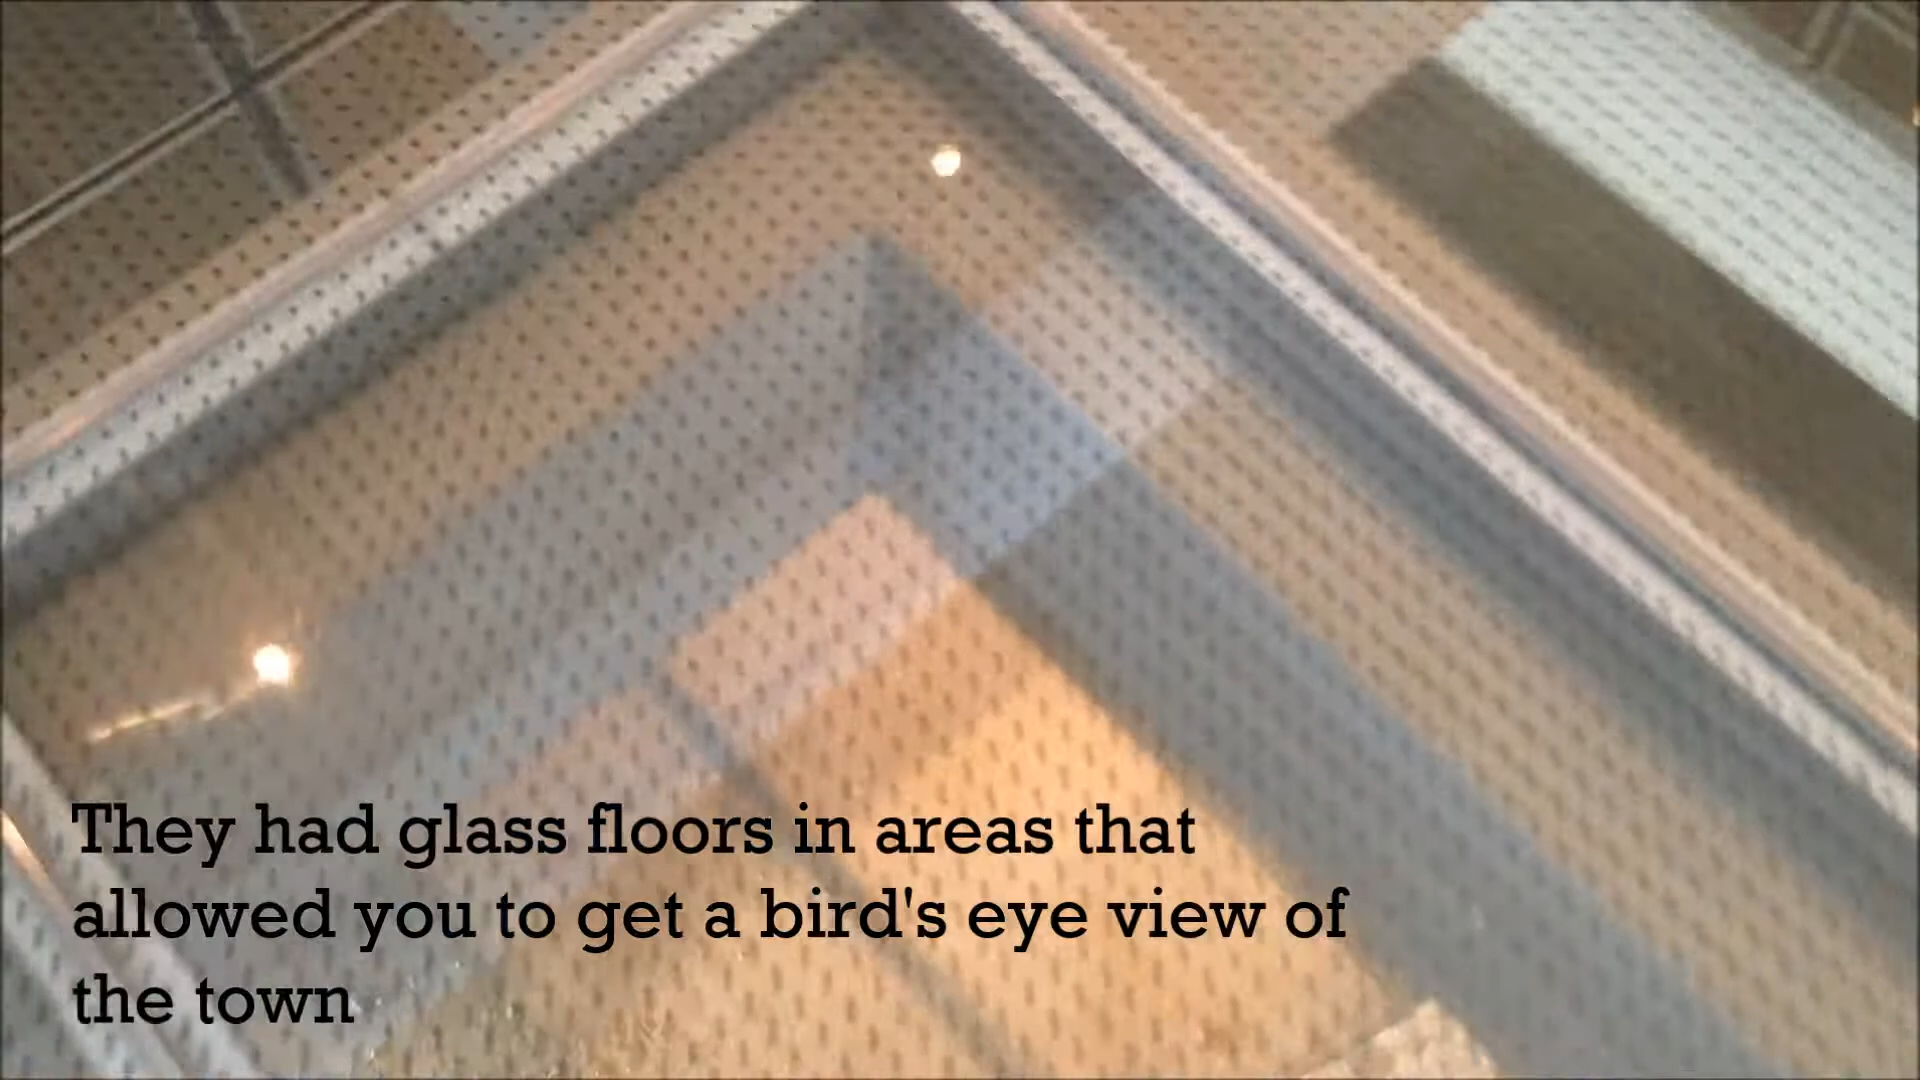 They had glass floors in areas that
allowed you to get a bird's eye view of
the town